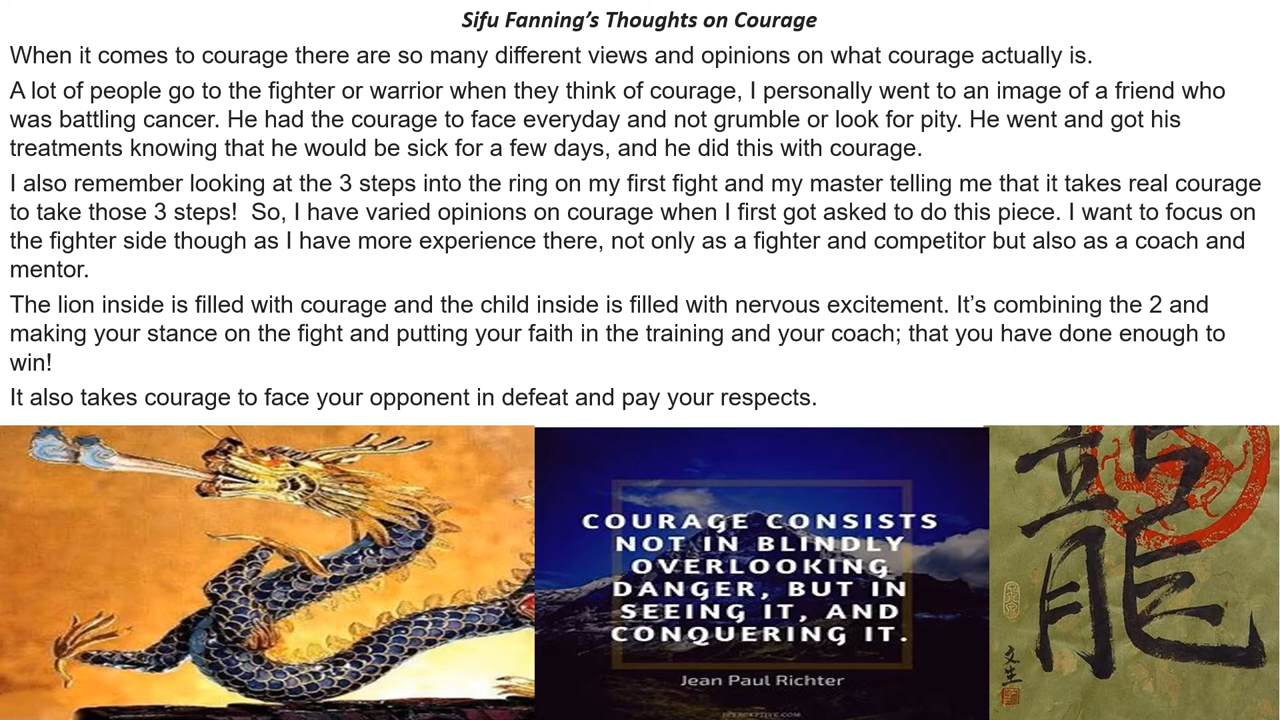 Sifu Fanning's Thoughts on Courage
When it comes to courage there are so many different views and opinions on what courage actually is.
A lot of people go to the fighter or warrior when they think of courage, I personally went to an image of a friend who
was battling cancer. He had the courage to face everyday and not grumble or look for pity. He went and got his
treatments knowing that he would be sick for a few days, and he did this with courage.
I also remember looking at the 3 steps into the ring on my first fight and my master telling me that it takes real courage
to take those 3 steps!  So, I have varied opinions on courage when I first got asked to do this piece. I want to focus on
the fighter side though as I have more experience there, not only as a fighter and competitor but also as a coach and
mentor.
The lion inside is filled with courage and the child inside is filled with nervous excitement. It's combining the 2 and
making your stance on the fight and putting your faith in the training and your coach; that you have done enough to
win!
It also takes courage to face your opponent in defeat and pay your respects.
COURAGE CONSISTS
NOT IN BLINDLY
OVERLOOKING
DANGER, BUT IN
SEEING IT, AND
CONQUERING IT.
Jean Paul Richter
龍
文生